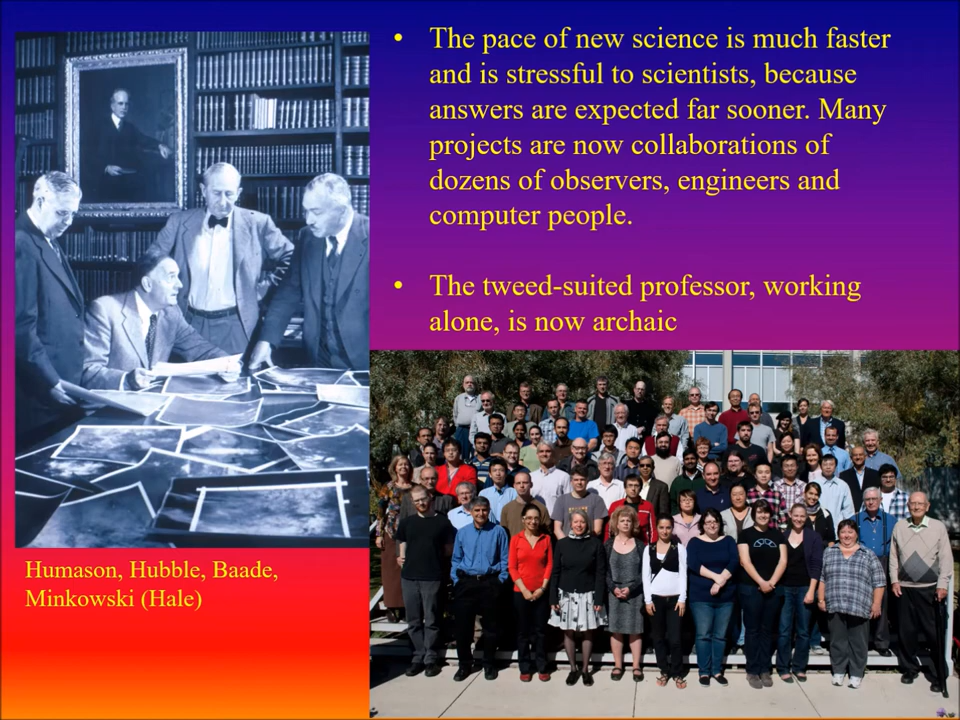 • The pace of new science is much faster
and is stressful to scientists, because
answers are expected far sooner. Many
projects are now collaborations of
dozens of observers, engineers and
computer people.
• The tweed-suited professor, working
alone, is now archaic
Humason, Hubble, Baade,
Minkowski (Hale)